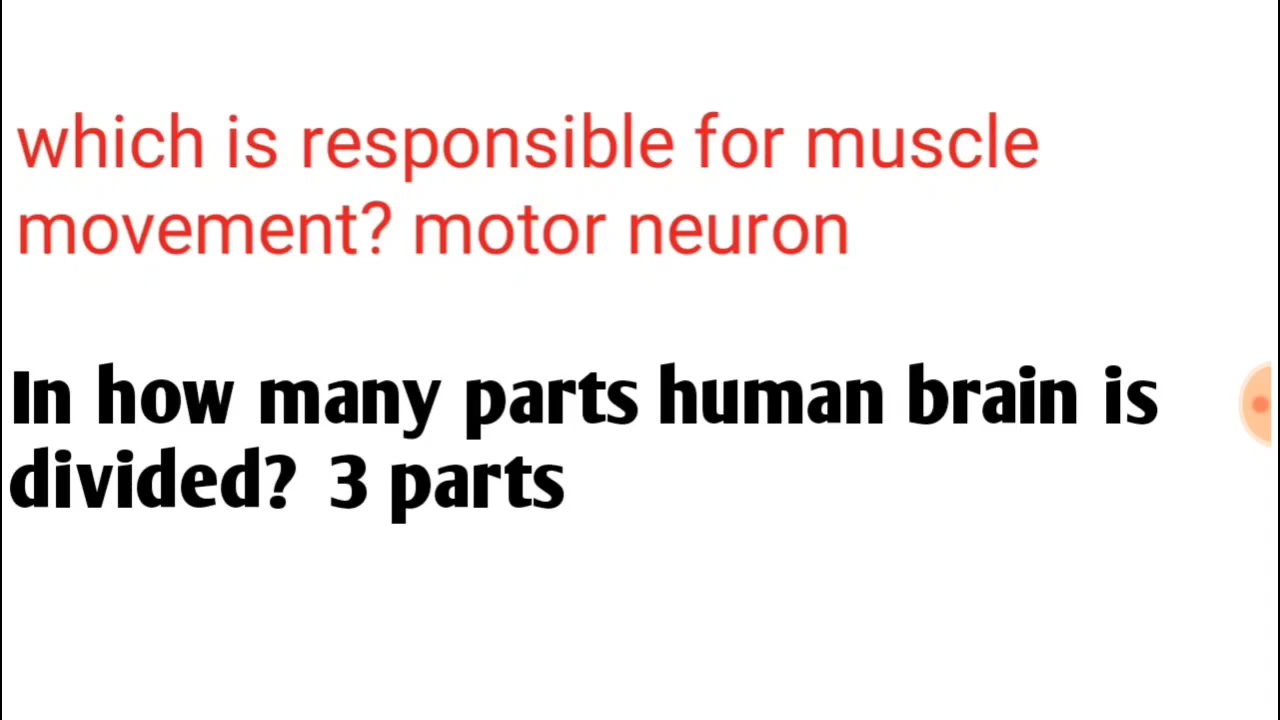 which is responsible for muscle
movement? motor neuron
In how many parts human brain is
divided? 3 parts